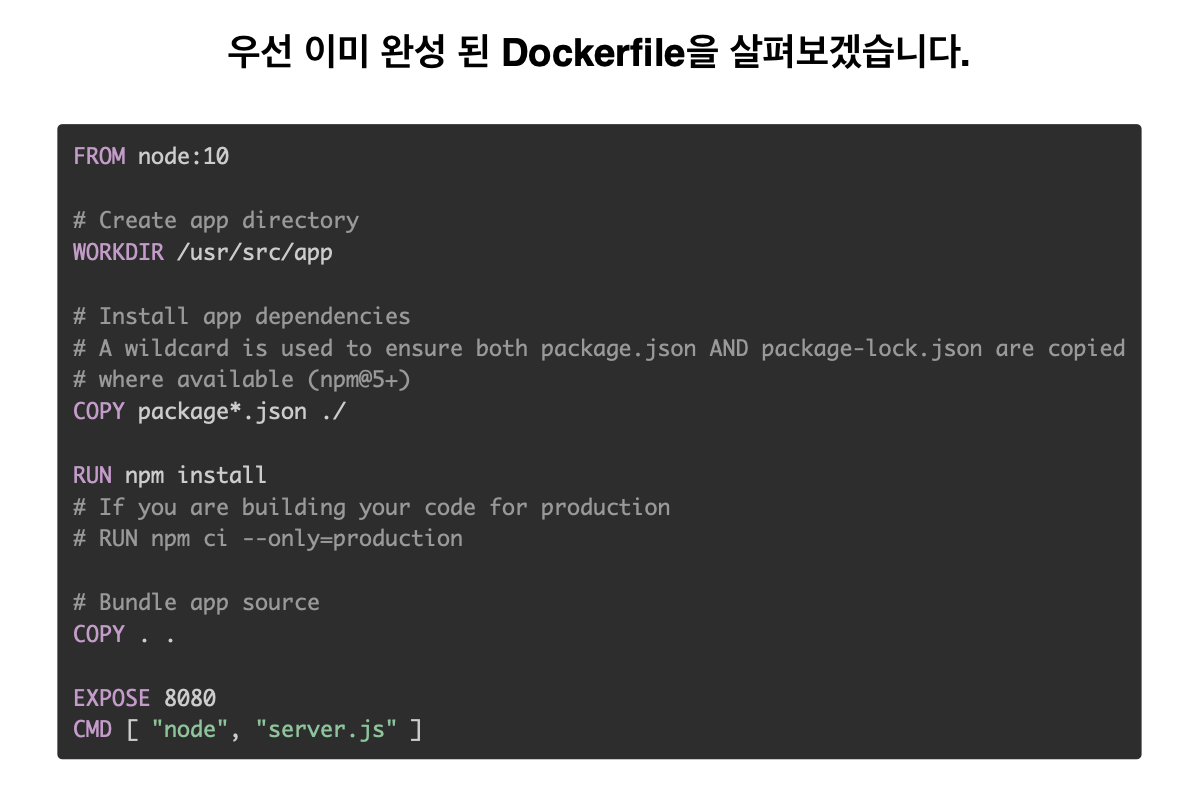 우선 이미 완성 된 Dockerfile을 살펴보겠습니다.
FROM node:10
# Create app directory
WORKDIR /usr/src/app
# Install app dependencies
# A wildcard is used to ensure both package.json AND package-lock.json are copied
# where available (npm@5+)
COPY package*.json ./
RUN npm install
# If you are building your code for production
# RUN npm ci --only=production
# Bundle app source
COPY . .
EXPOSE 8080
CMD [ "node", "server.js" ]